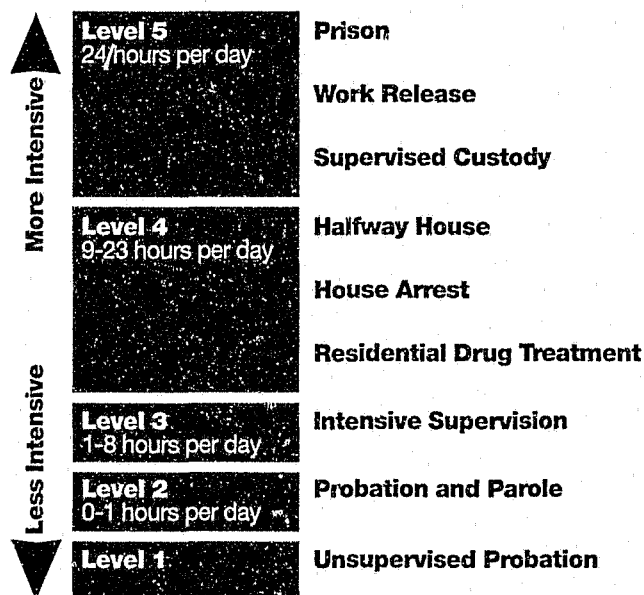 Level 5
24/hours per day
Prison
Work Release
Supervised Custody
Level 4
9-23 hours per day
Halfway House
House Arrest
Residential Drug Treatment
Level 3
1-8 hours per day
Intensive Supervision
Level 2
0-1 hours per day
Probation and Parole
Level 1
Unsupervised Probation
More Intensive
Less Intensive